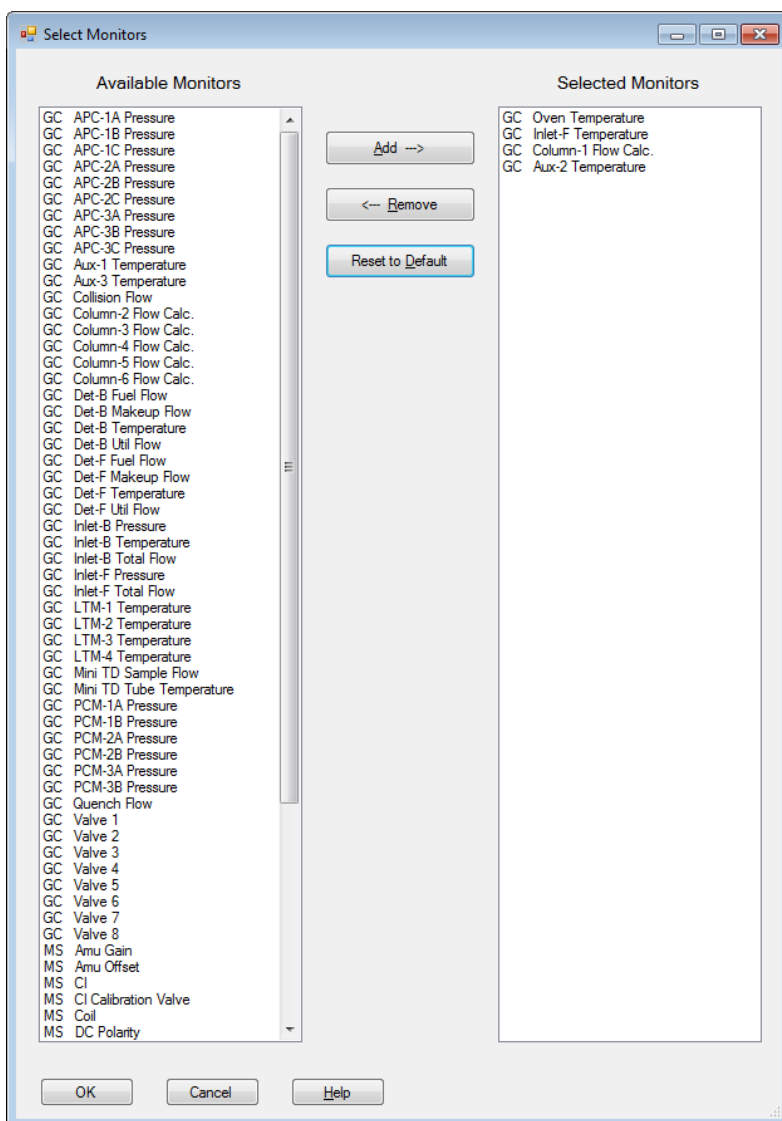 Select Monitors
Available Monitors
GC APC-1A Pressure
GC APC-1B Pressure
GC APC-1C Pressure
GC APC-2A Pressure
GC APC-2B Pressure
GC APC-2C Pressure
GC APC-3A Pressure
GC APC-3B Pressure
GC APC-3C Pressure
GC Aux-1 Temperature
GC Aux-3 Temperature
GC Collision Flow
GC Column-2 Flow Calc.
GC Column-3 Flow Calc.
GC Column-4 Flow Calc.
GC Column-5 Flow Calc.
GC Column-6 Flow Calc.
GC Det-B Fuel Flow
GC Det-B Makeup Flow
GC Det-B Temperature
GC Det-B Util Flow
GC Det-F Fuel Flow
GC Det-F Makeup Flow
GC Det-F Temperature
GC Det-F Util Flow
GC Inlet-B Pressure
GC Inlet-B Temperature
GC Inlet-B Total Flow
GC Inlet-F Pressure
GC Inlet-F Total Flow
GC LTM-1 Temperature
GC LTM-2 Temperature
GC LTM-3 Temperature
GC LTM-4 Temperature
GC Mini TD Sample Flow
GC Mini TD Tube Temperature
GC PCM-1A Pressure
GC PCM-1B Pressure
GC PCM-2A Pressure
GC PCM-2B Pressure
GC PCM-3A Pressure
GC PCM-3B Pressure
GC Quench Flow
GC Valve 1
GC Valve 2
GC Valve 3
GC Valve 4
GC Valve 5
GC Valve 6
GC Valve 7
GC Valve 8
MS Amu Gain
MS Amu Offset
MS CI
MS CI Calibration Valve
MS Coil
MS DC Polarity
Add --->
<--- Remove
Reset to Default
Selected Monitors
GC Oven Temperature
GC Inlet-F Temperature
GC Column-1 Flow Calc.
GC Aux-2 Temperature
OK
Cancel
Help